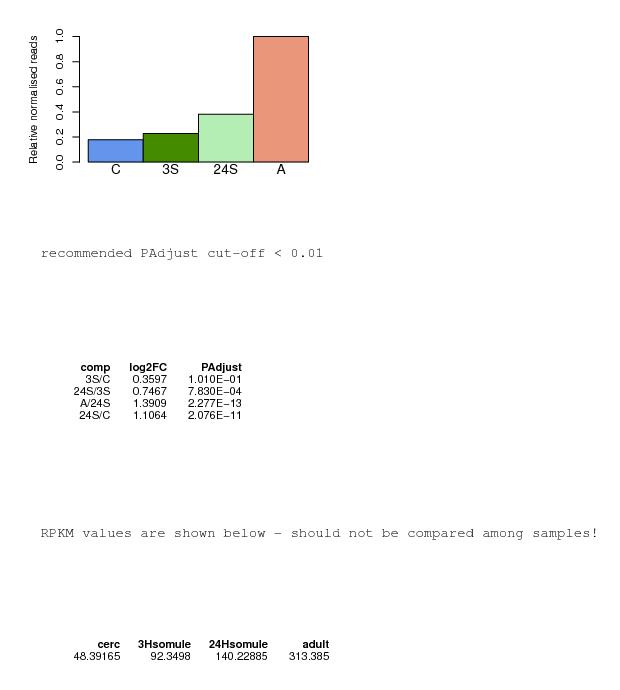 Relative normalised reads
1.0
0.8
0.6
0.4
0.2
0.0
C 3S 24S A
recommended PAdjust cut-off < 0.01
comp log2FC PAdjust
3S/C 0.3597 1.010E-01
24S/3S 0.7467 7.830E-04
A/24S 1.3909 2.277E-13
24S/C 1.1064 2.076E-11
RPKM values are shown below - should not be compared among samples!
cerc 3Hsomule 24Hsomule adult
48.39165 92.3498 140.22885 313.385